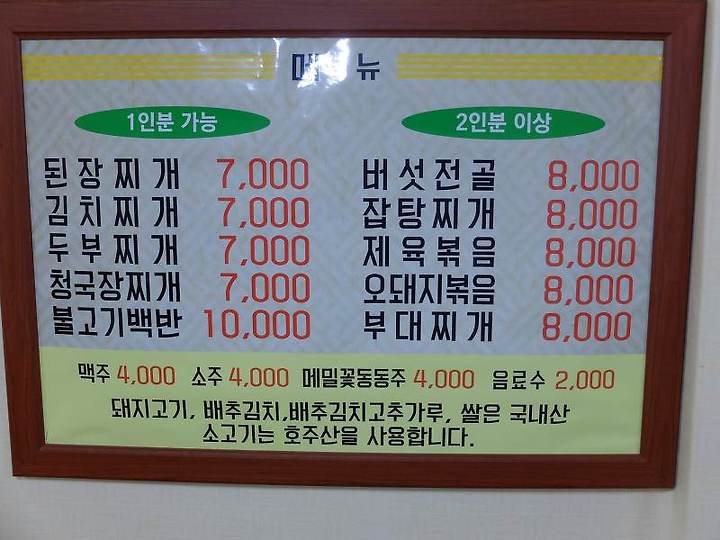 메뉴
1인분 가능
된장찌개 7,000
김치찌개 7,000
두부찌개 7,000
청국장찌개 7,000
불고기백반 10,000
2인분 이상
버섯전골 8,000
잡탕찌개 8,000
제육볶음 8,000
오돼지볶음 8,000
부대찌개 8,000
맥주 4,000 소주 4,000 메밀꽃동동주 4,000 음료수 2,000
돼지고기, 배추김치,배추김치고추가루, 쌀은 국내산
소고기는 호주산을 사용합니다.